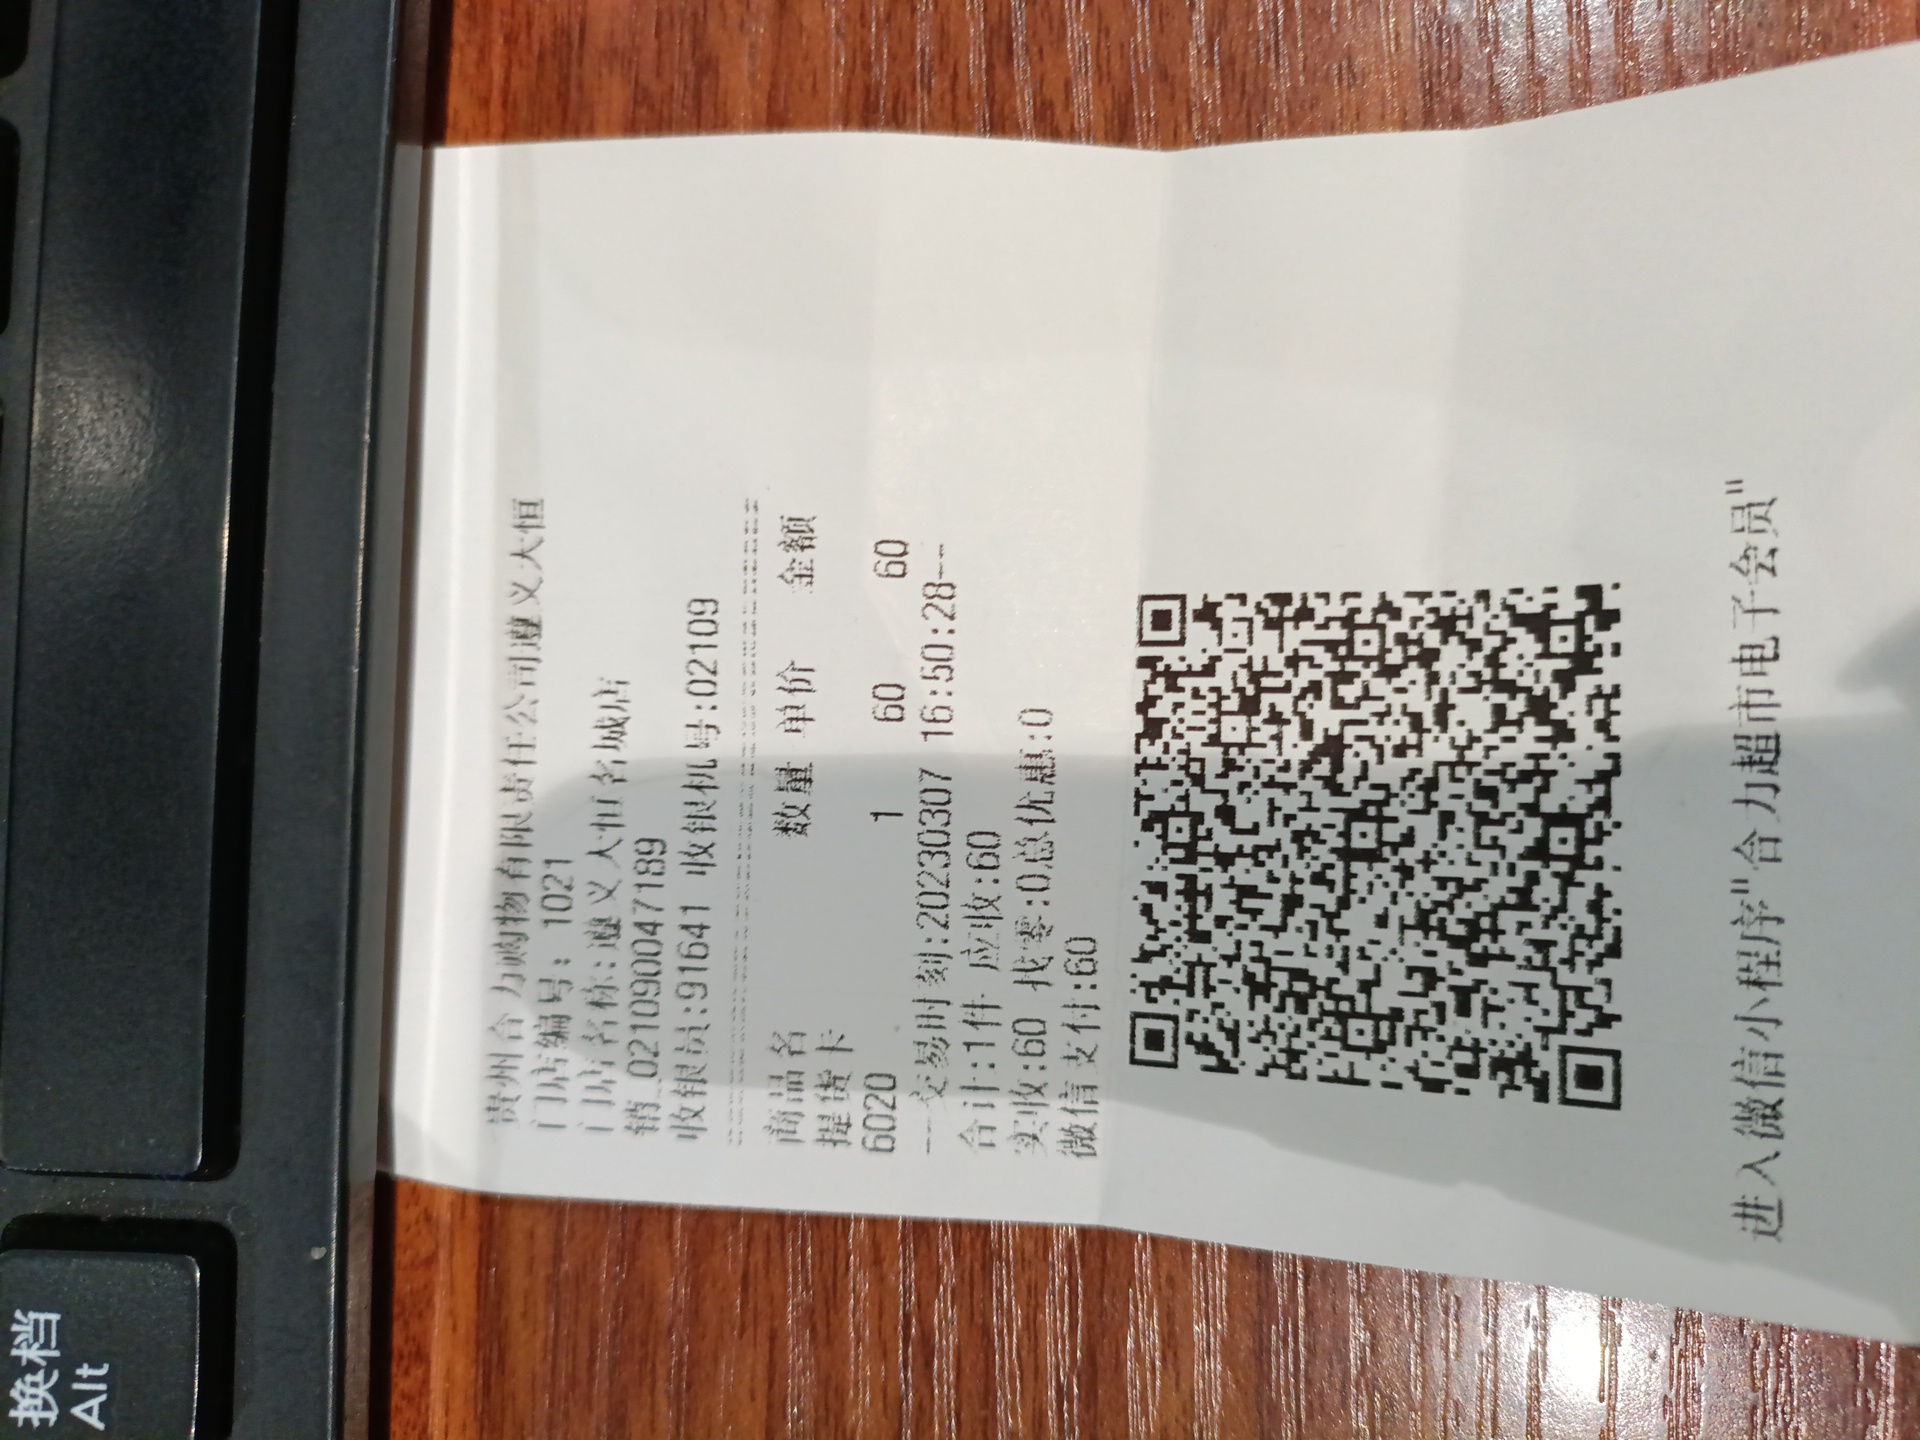 贵州合力购物有限责任公司遵义大恒
门店编号: 1021
门店名称:遵义大恒名城店
销_0210900047189
收银员:91641 收银机号:02109
商品名 数量 单价 金额
提货卡
6020 1 60 60
---交易时刻:20230307 16:50:28---
合计:1件 应收:60
实收:60 找零:0总优惠:0
微信支付:60
进入微信小程序"合力超市电子会员"
换档
Alt